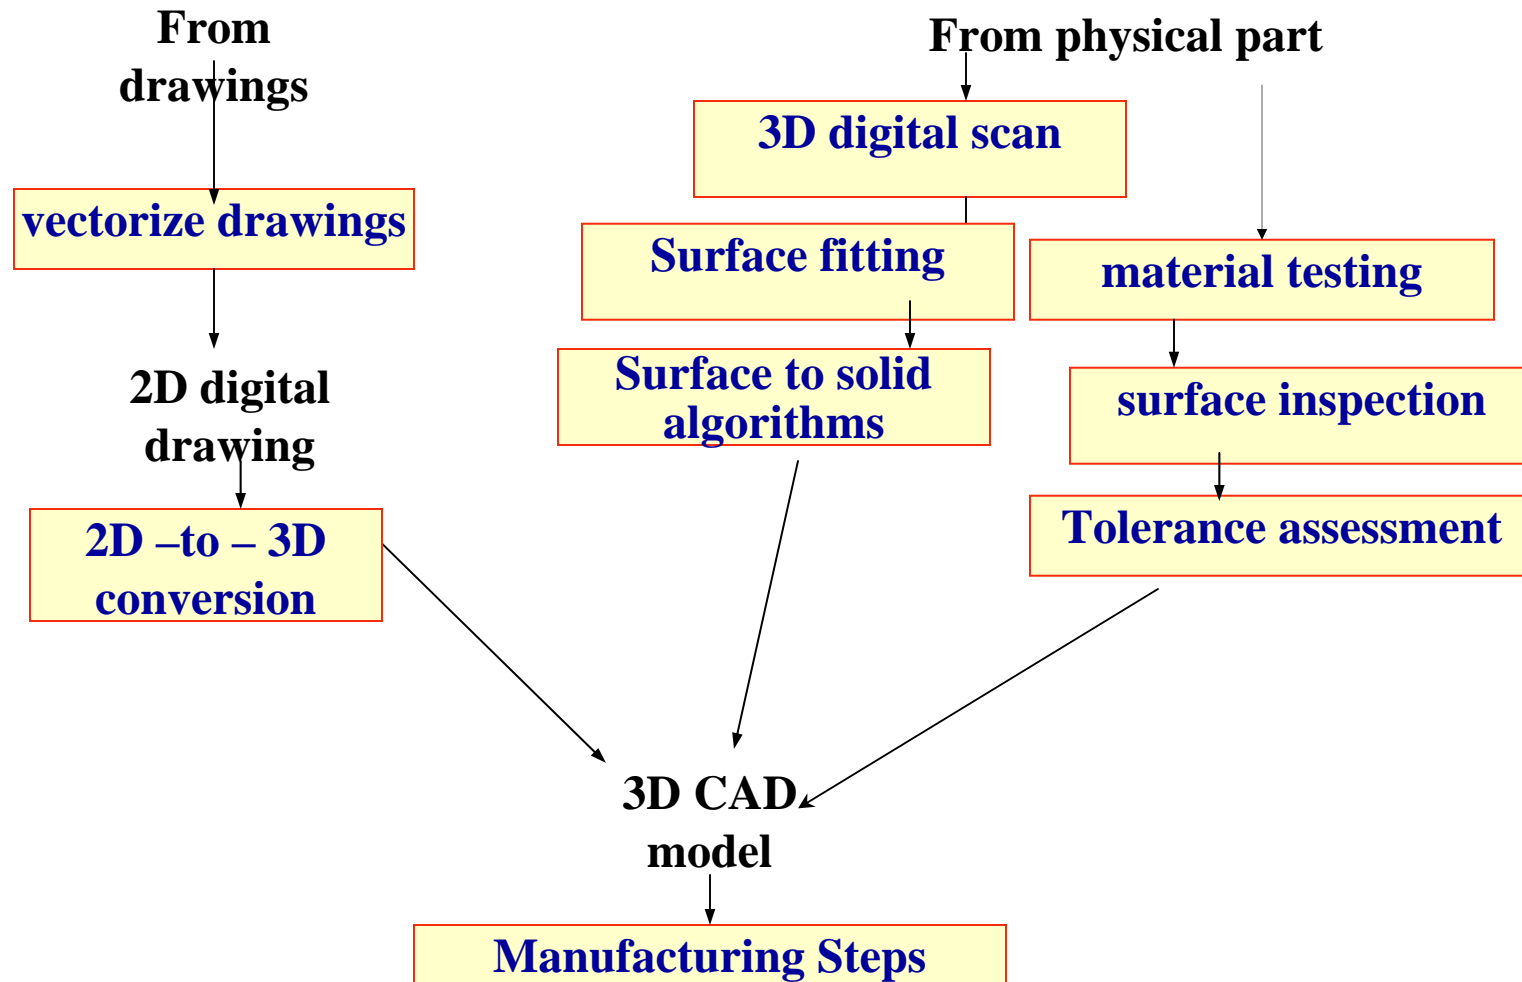 From
drawings
From physical part
3D digital scan
vectorize drawings
Surface fitting
material testing
2D digital
drawing
Surface to solid
algorithms
surface inspection
2D –to – 3D
conversion
Tolerance assessment
3D CAD
model
Manufacturing Steps